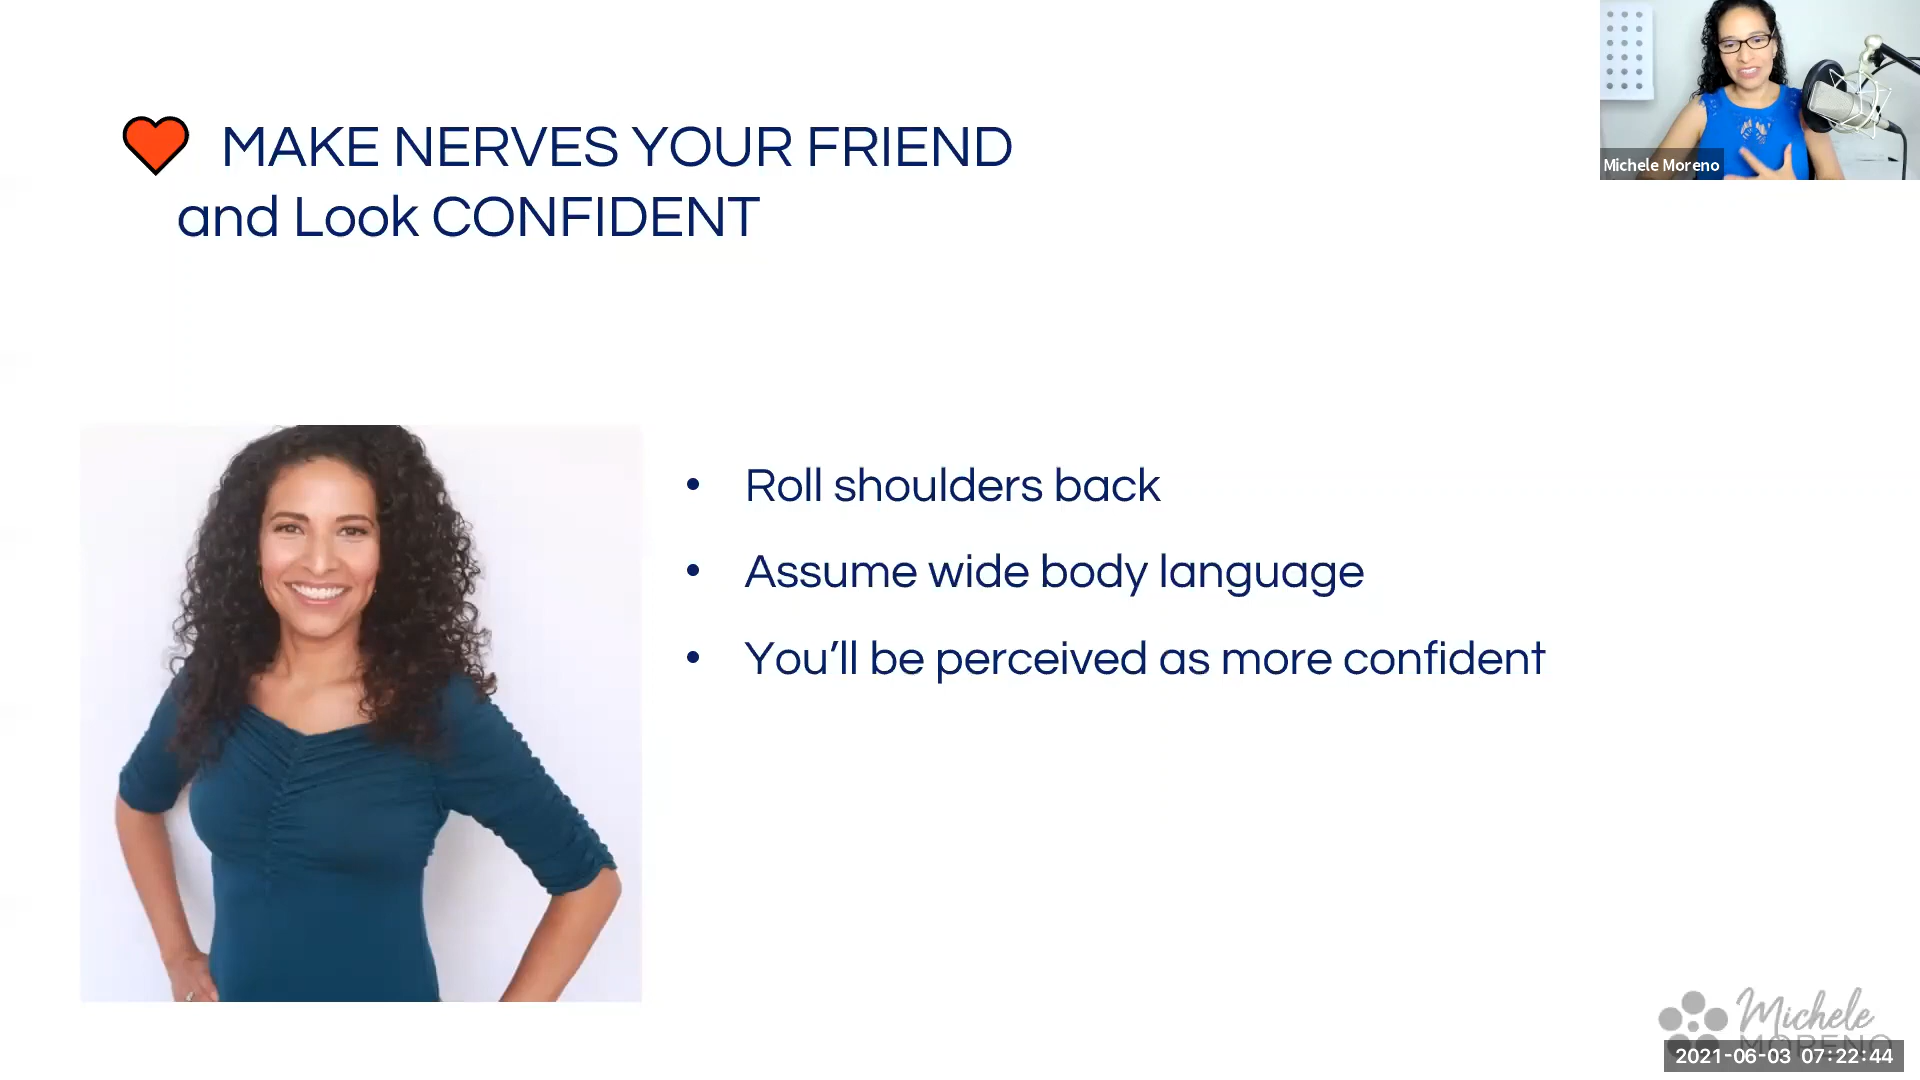 MAKE NERVES YOUR FRIEND
and Look CONFIDENT
Michele Moreno
• Roll shoulders back
• Assume wide body language
• You’ll be perceived as more confident
Michele
MORENO
2021-06-03 07:22:44